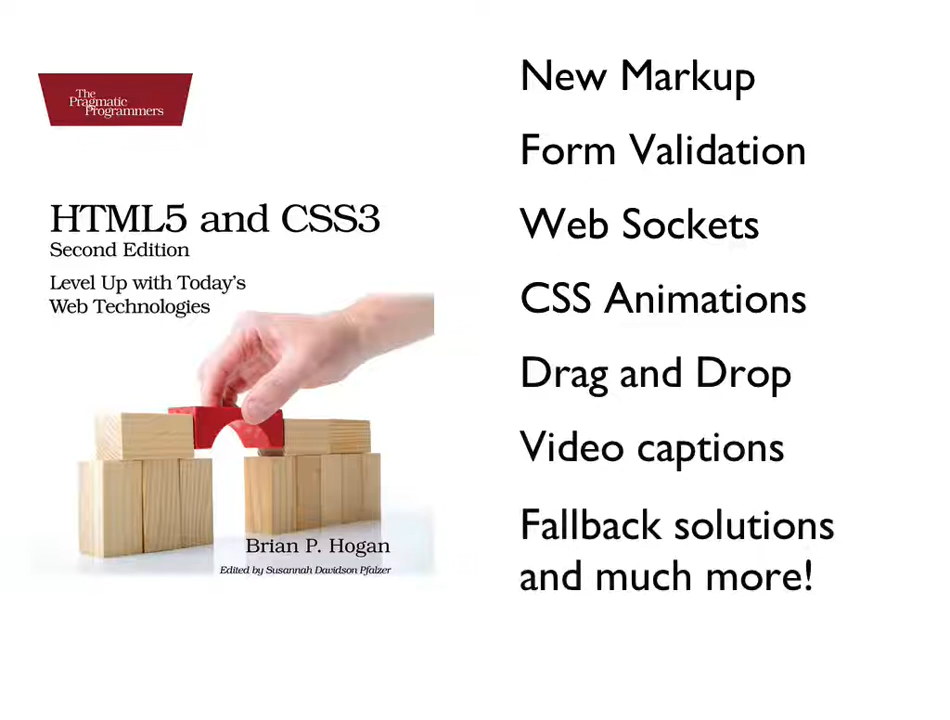 The
Pragmatic
Programmers
HTML5 and CSS3
Second Edition
Level Up with Today's
Web Technologies
Brian P. Hogan
Edited by Susannah Davidson Pfalzer
New Markup
Form Validation
Web Sockets
CSS Animations
Drag and Drop
Video captions
Fallback solutions
and much more!